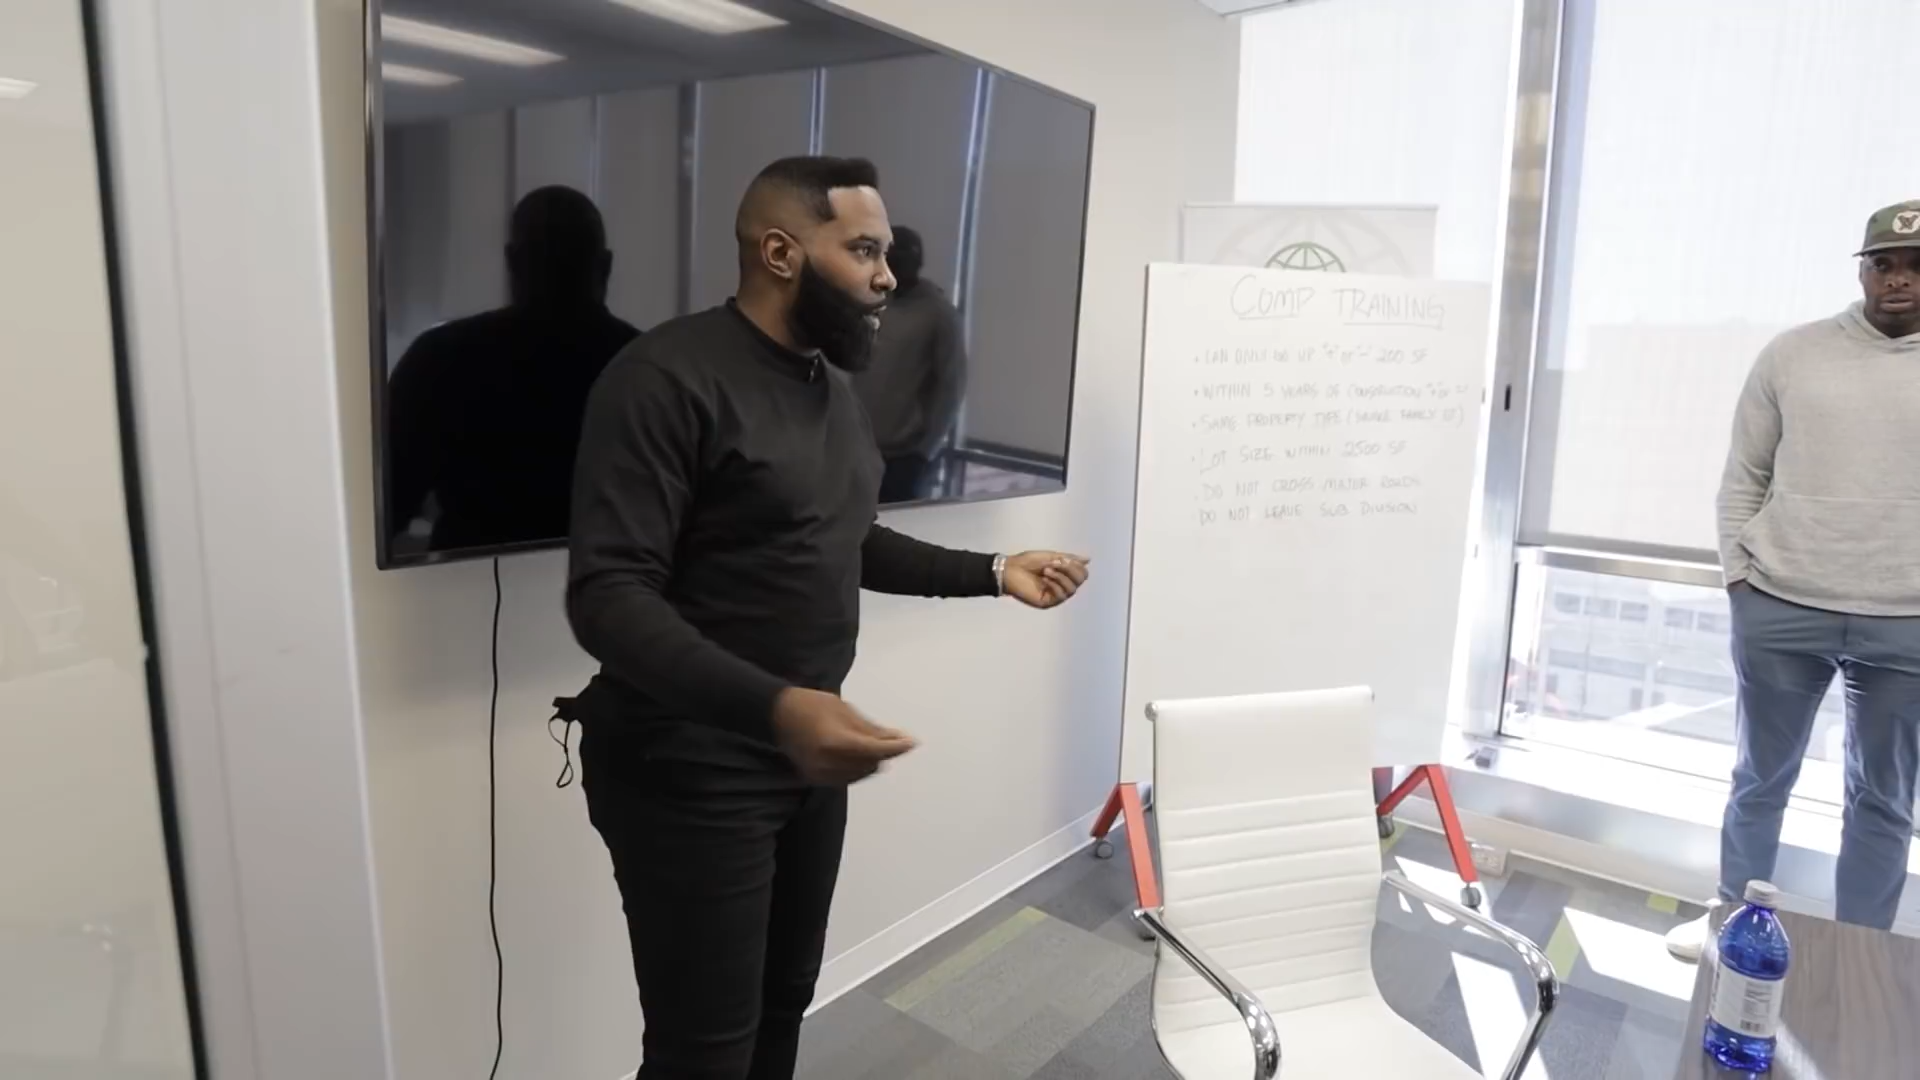 COMP TRAINING
• CAN ONLY GO UP "+" or "-" 200 SF
• WITHIN 5 YEARS OF CONSTRUCTION "+" or "-"
• SAME PROPERTY TYPE (SINGLE FAMILY
• LOT SIZE WITHIN 2500 SF
• DO NOT CROSS MAJOR ROADS
• DO NOT LEAVE SUB DIVISION